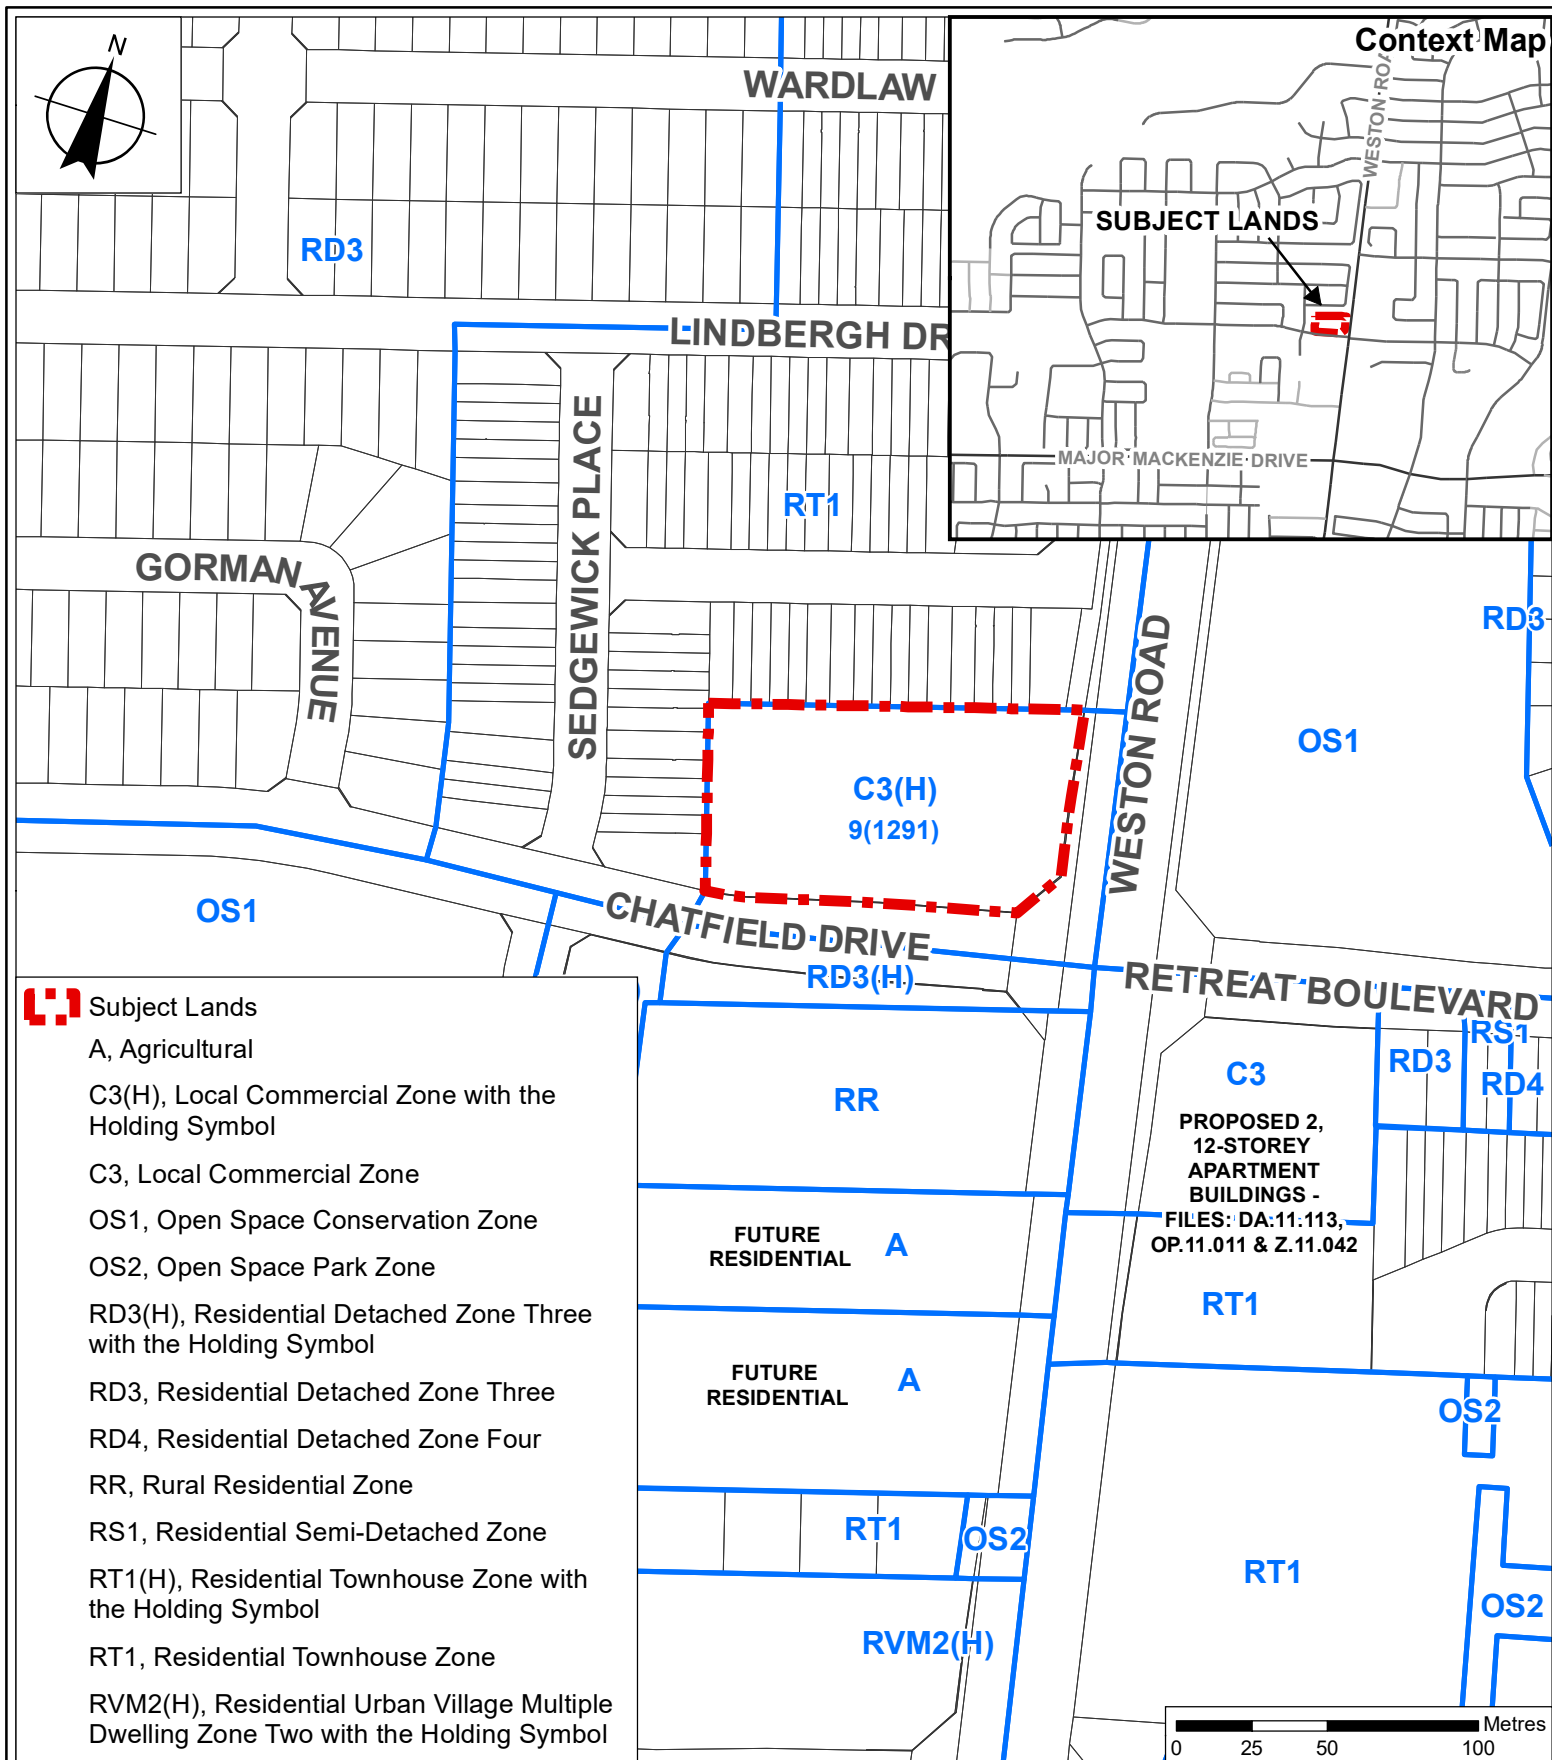 N
WARDLAW
Context Map
WESTON ROA
SUBJECT LANDS
MAJOR MACKENZIE DRIVE
RD3
LINDBERGH DR
SEDGEWICK PLACE
RT1
GORMAN AVENUE
WESTON ROAD
RD3
OS1
C3(H)
9(1291)
OS1
CHATFIELD DRIVE
RD3(H)
RETREAT BOULEVARD
RS1
RD3
RD4
C3
RR
PROPOSED 2,
12-STOREY
APARTMENT
BUILDINGS -
FILES: DA.11.113,
OP.11.011 & Z.11.042
FUTURE
RESIDENTIAL
A
RT1
FUTURE
RESIDENTIAL
A
OS2
RT1
OS2
RT1
OS2
RVM2(H)
Subject Lands
A, Agricultural
C3(H), Local Commercial Zone with the
Holding Symbol
C3, Local Commercial Zone
OS1, Open Space Conservation Zone
OS2, Open Space Park Zone
RD3(H), Residential Detached Zone Three
with the Holding Symbol
RD3, Residential Detached Zone Three
RD4, Residential Detached Zone Four
RR, Rural Residential Zone
RS1, Residential Semi-Detached Zone
RT1(H), Residential Townhouse Zone with
the Holding Symbol
RT1, Residential Townhouse Zone
RVM2(H), Residential Urban Village Multiple
Dwelling Zone Two with the Holding Symbol
Metres
0 25 50 100